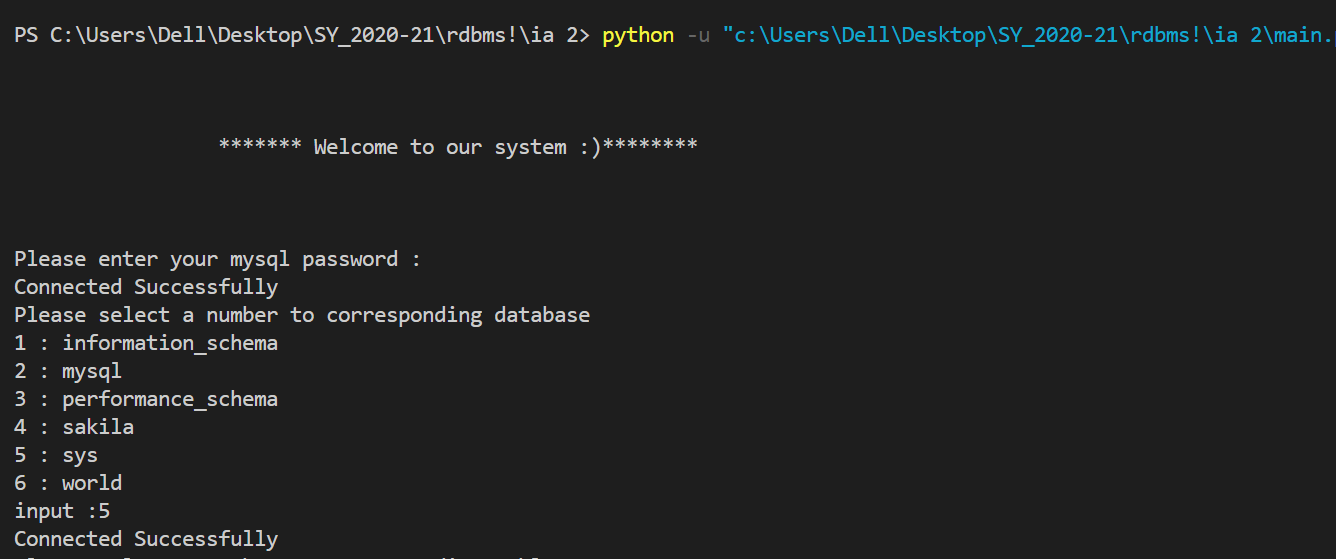 PS C:\Users\Dell\Desktop\SY_2020-21\rdbms!\ia 2> python -u "c:\Users\Dell\Desktop\SY_2020-21\rdbms!\ia 2\main.
******* Welcome to our system :)********
Please enter your mysql password :
Connected Successfully
Please select a number to corresponding database
1 : information_schema
2 : mysql
3 : performance_schema
4 : sakila
5 : sys
6 : world
input :5
Connected Successfully